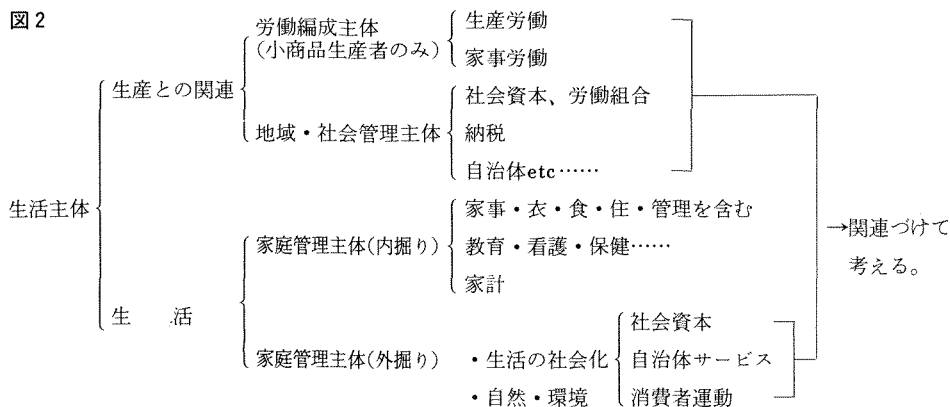 図2
生活主体
生産との関連
労働編成主体
(小商品生産者のみ)
生産労働
家事労働
地域・社会管理主体
社会資本、労働組合
納税
自治体etc……
生　活
家庭管理主体(内掘り)
家事・衣・食・住・管理を含む
教育・看護・保健……
家計
家庭管理主体(外掘り)
・生活の社会化
・自然・環境
社会資本
自治体サービス
消費者運動
→関連づけて
考える。